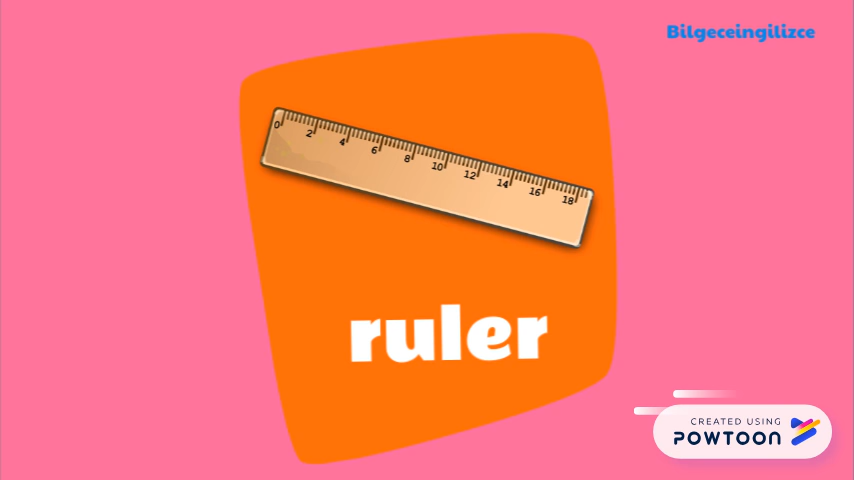 Bilgeceingilizce
0 2 4 6 8 10 12 14 16 18
ruler
CREATED USING
POWTOON